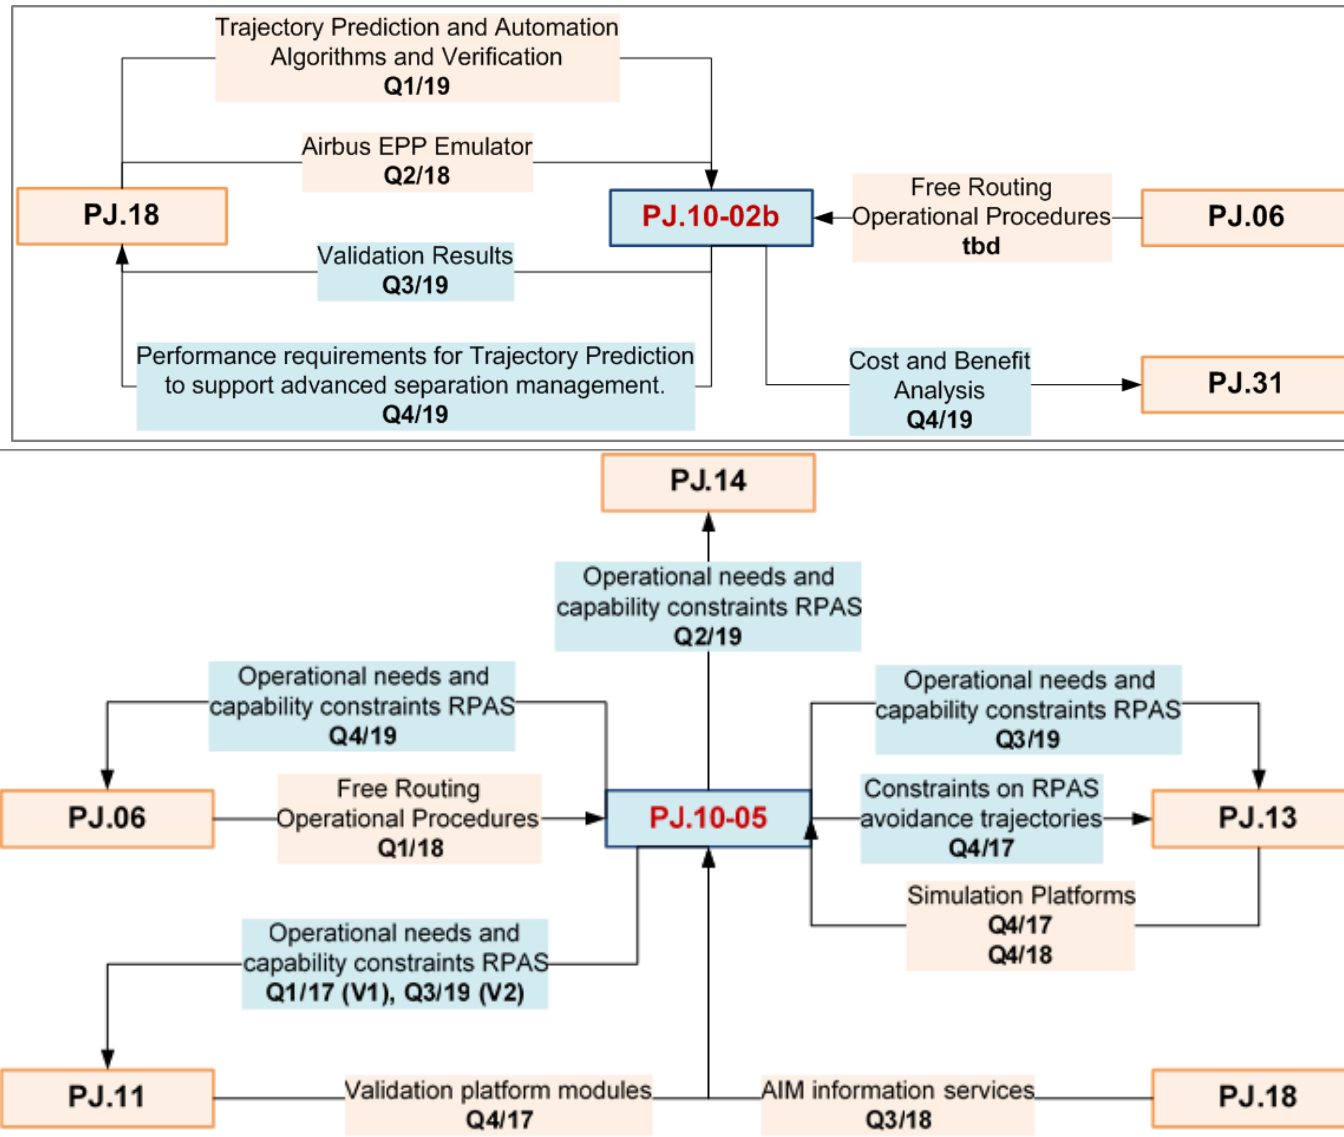 Trajectory Prediction and Automation
Algorithms and Verification
Q1/19
Airbus EPP Emulator
Q2/18
PJ.18
PJ.10-02b
Free Routing
Operational Procedures
tbd
PJ.06
Validation Results
Q3/19
Performance requirements for Trajectory Prediction
to support advanced separation management.
Q4/19
Cost and Benefit
Analysis
Q4/19
PJ.31
PJ.14
Operational needs and
capability constraints RPAS
Q2/19
Operational needs and
capability constraints RPAS
Q4/19
Operational needs and
capability constraints RPAS
Q3/19
PJ.06
Free Routing
Operational Procedures
Q1/18
PJ.10-05
Constraints on RPAS
avoidance trajectories
Q4/17
PJ.13
Simulation Platforms
Q4/17
Q4/18
Operational needs and
capability constraints RPAS
Q1/17 (V1), Q3/19 (V2)
PJ.11
Validation platform modules
Q4/17
AIM information services
Q3/18
PJ.18